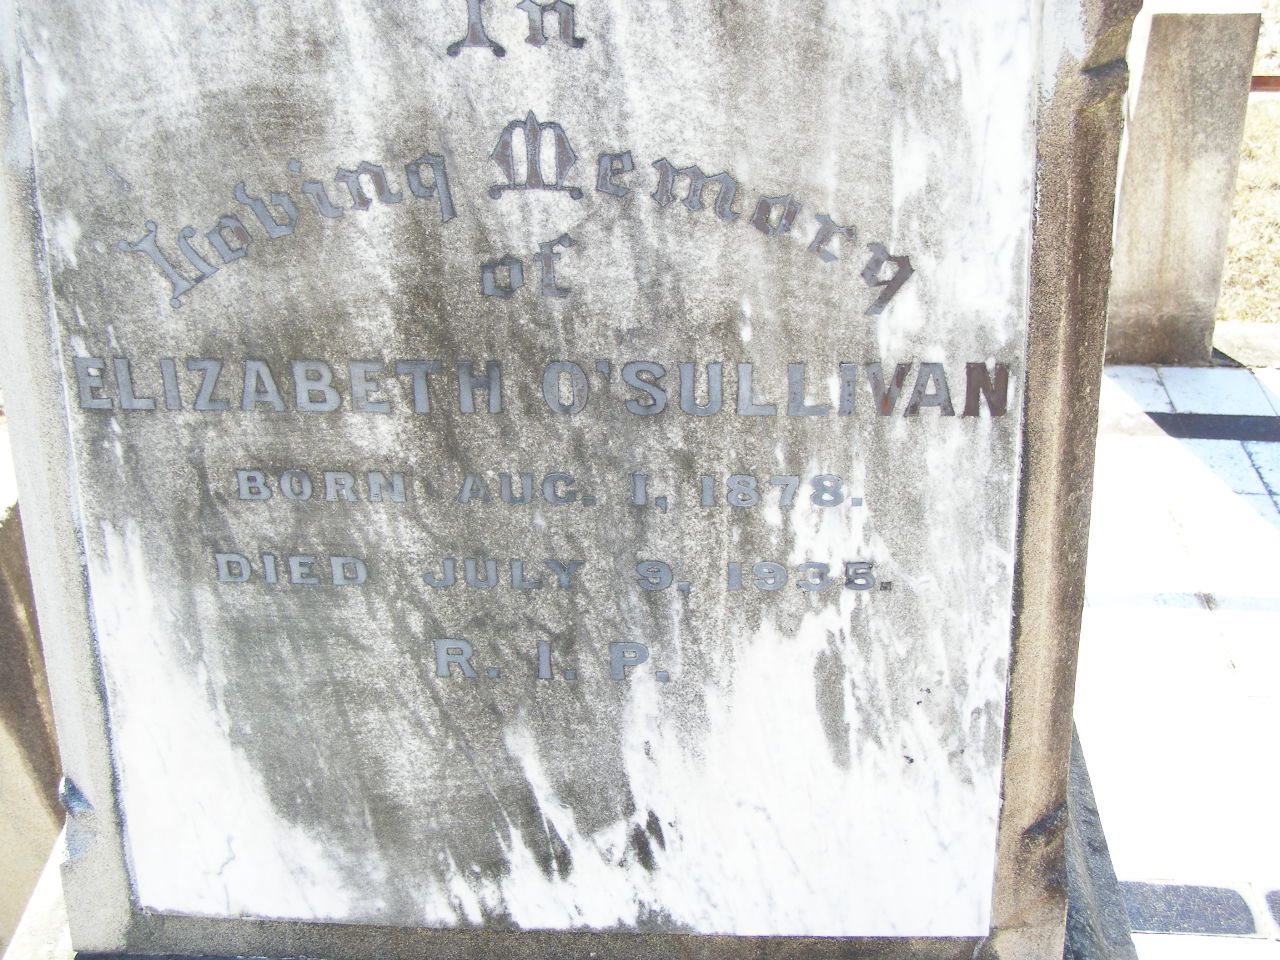 In
Loving Memory
of
ELIZABETH O'SULLIVAN
BORN AUG. 1, 1878.
DIED JULY 9, 1935.
R. I. P.